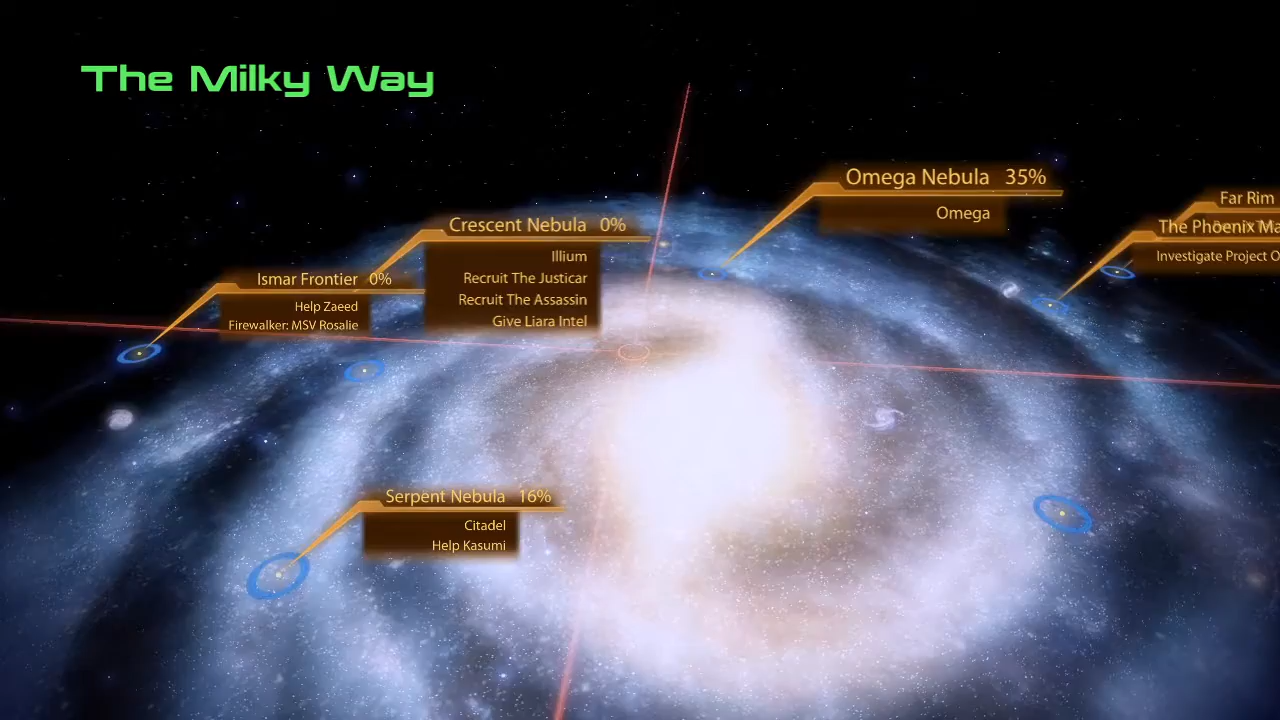 The Milky Way
Omega Nebula 35%
Omega
Far Rim
The Phoenix
Investigate Project
Crescent Nebula 0%
Illium
Recruit The Justicar
Recruit The Assassin
Give Liara Intel
Ismar Frontier 0%
Help Zaeed
Firewalker: MSV Rosalie
Serpent Nebula 16%
Citadel
Help Kasumi